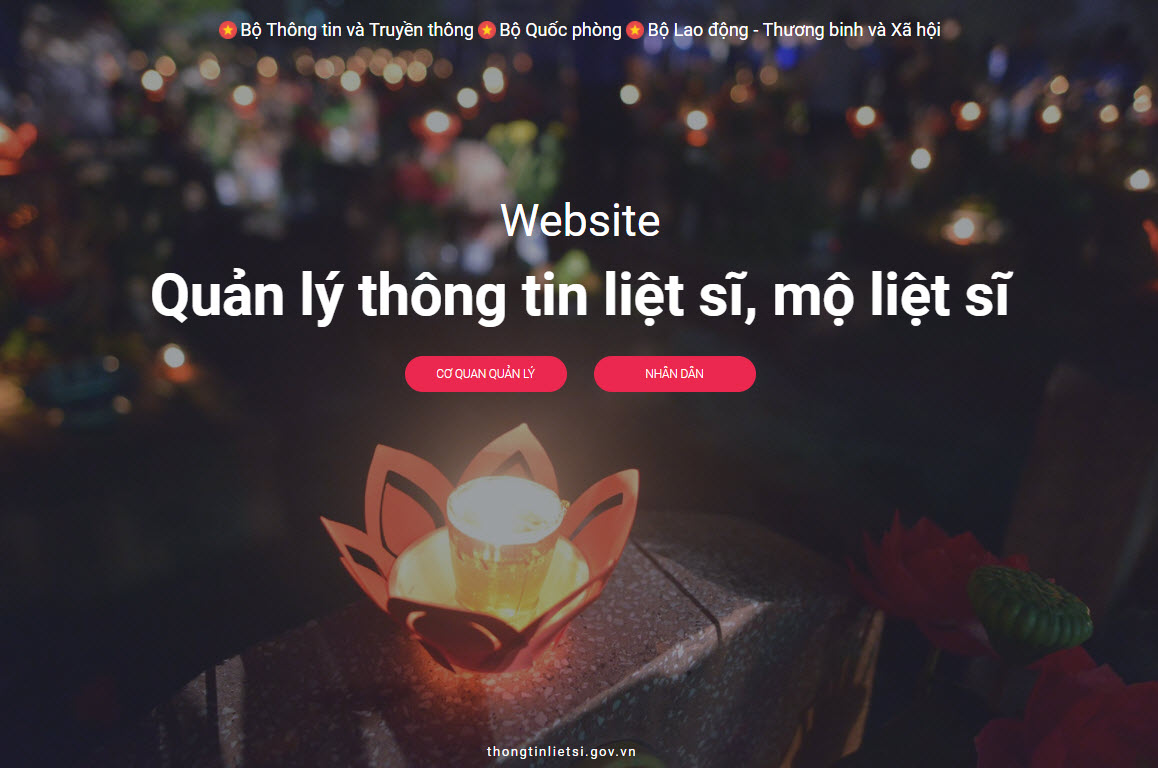 Bộ Thông tin và Truyền thông Bộ Quốc phòng Bộ Lao động - Thương binh và Xã hội
Website
Quản lý thông tin liệt sĩ, mộ liệt sĩ
CƠ QUAN QUẢN LÝ NHÂN DÂN
thongtinlietsi.gov.vn